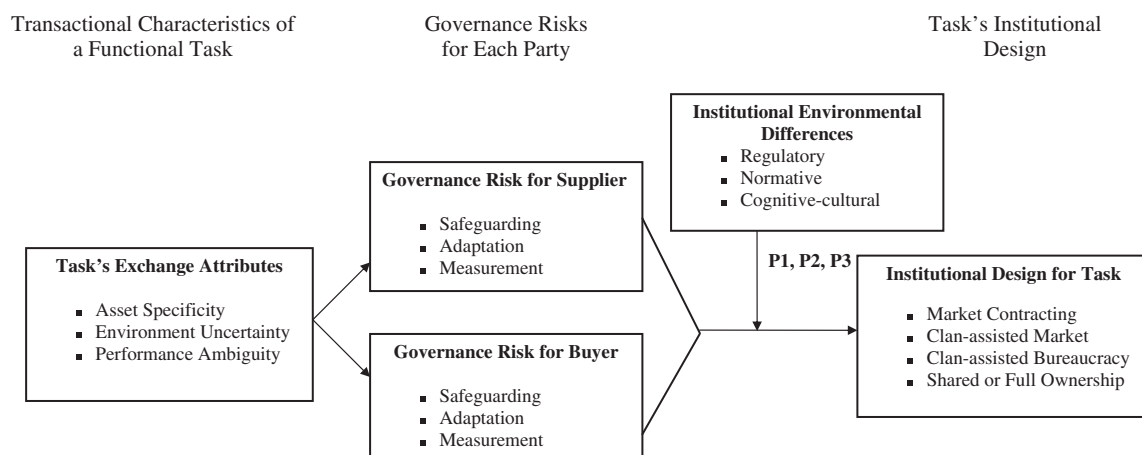 Transactional Characteristics of
a Functional Task
Governance Risks
for Each Party
Task's Institutional
Design
Institutional Environmental
Differences
▪ Regulatory
▪ Normative
▪ Cognitive-cultural
Governance Risk for Supplier
▪ Safeguarding
▪ Adaptation
▪ Measurement
Task's Exchange Attributes
▪ Asset Specificity
▪ Environment Uncertainty
▪ Performance Ambiguity
P1, P2, P3
Institutional Design for Task
▪ Market Contracting
▪ Clan-assisted Market
▪ Clan-assisted Bureaucracy
▪ Shared or Full Ownership
Governance Risk for Buyer
▪ Safeguarding
▪ Adaptation
▪ Measurement